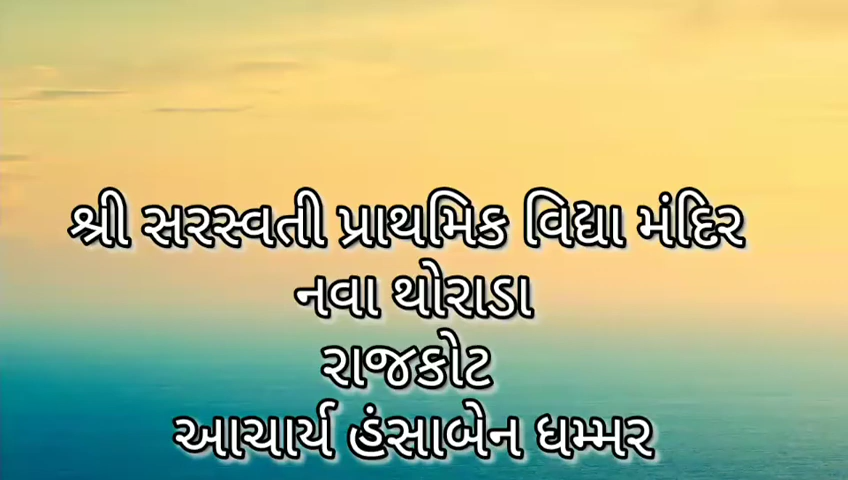 શ્રી સરસ્વતી પ્રાથમિક વિદ્યા મંદિર
નવા થોરાડા
રાજકોટ
આચાર્ય હંસાબેન ધમ્મર